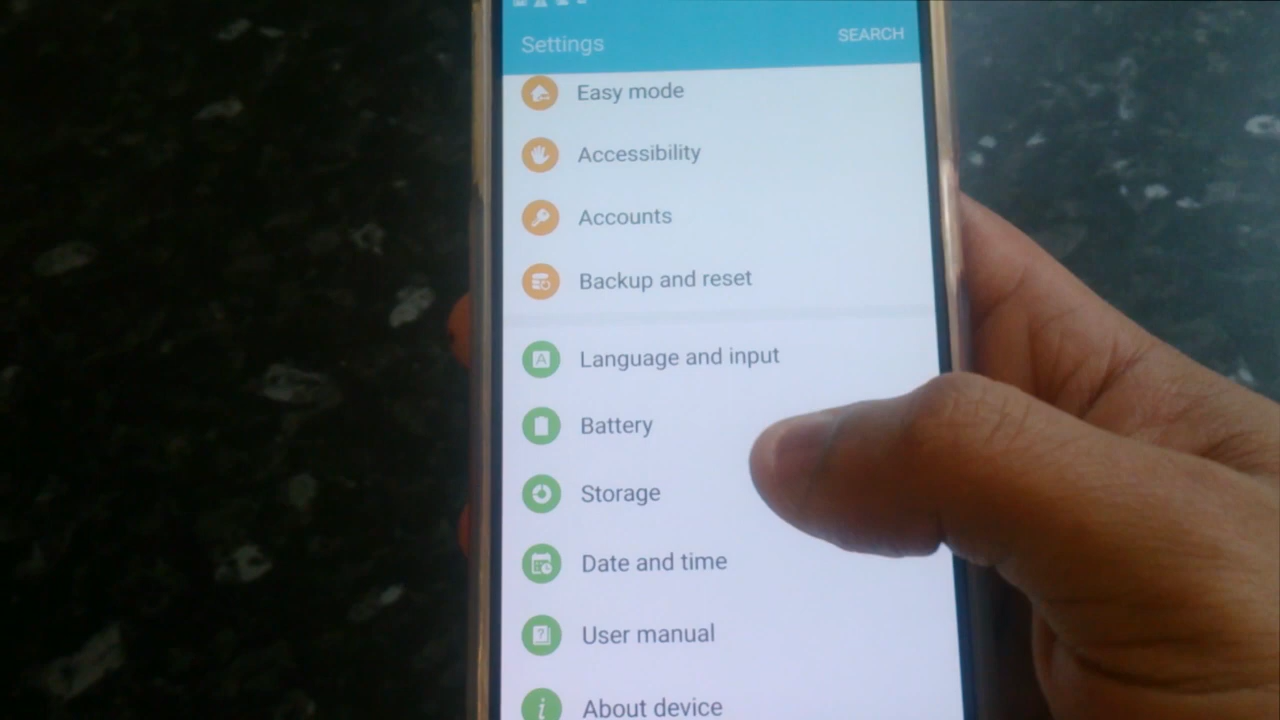 Settings
SEARCH
Easy mode
Accessibility
Accounts
Backup and reset
A Language and input
Battery
Storage
Date and time
? User manual
i About device